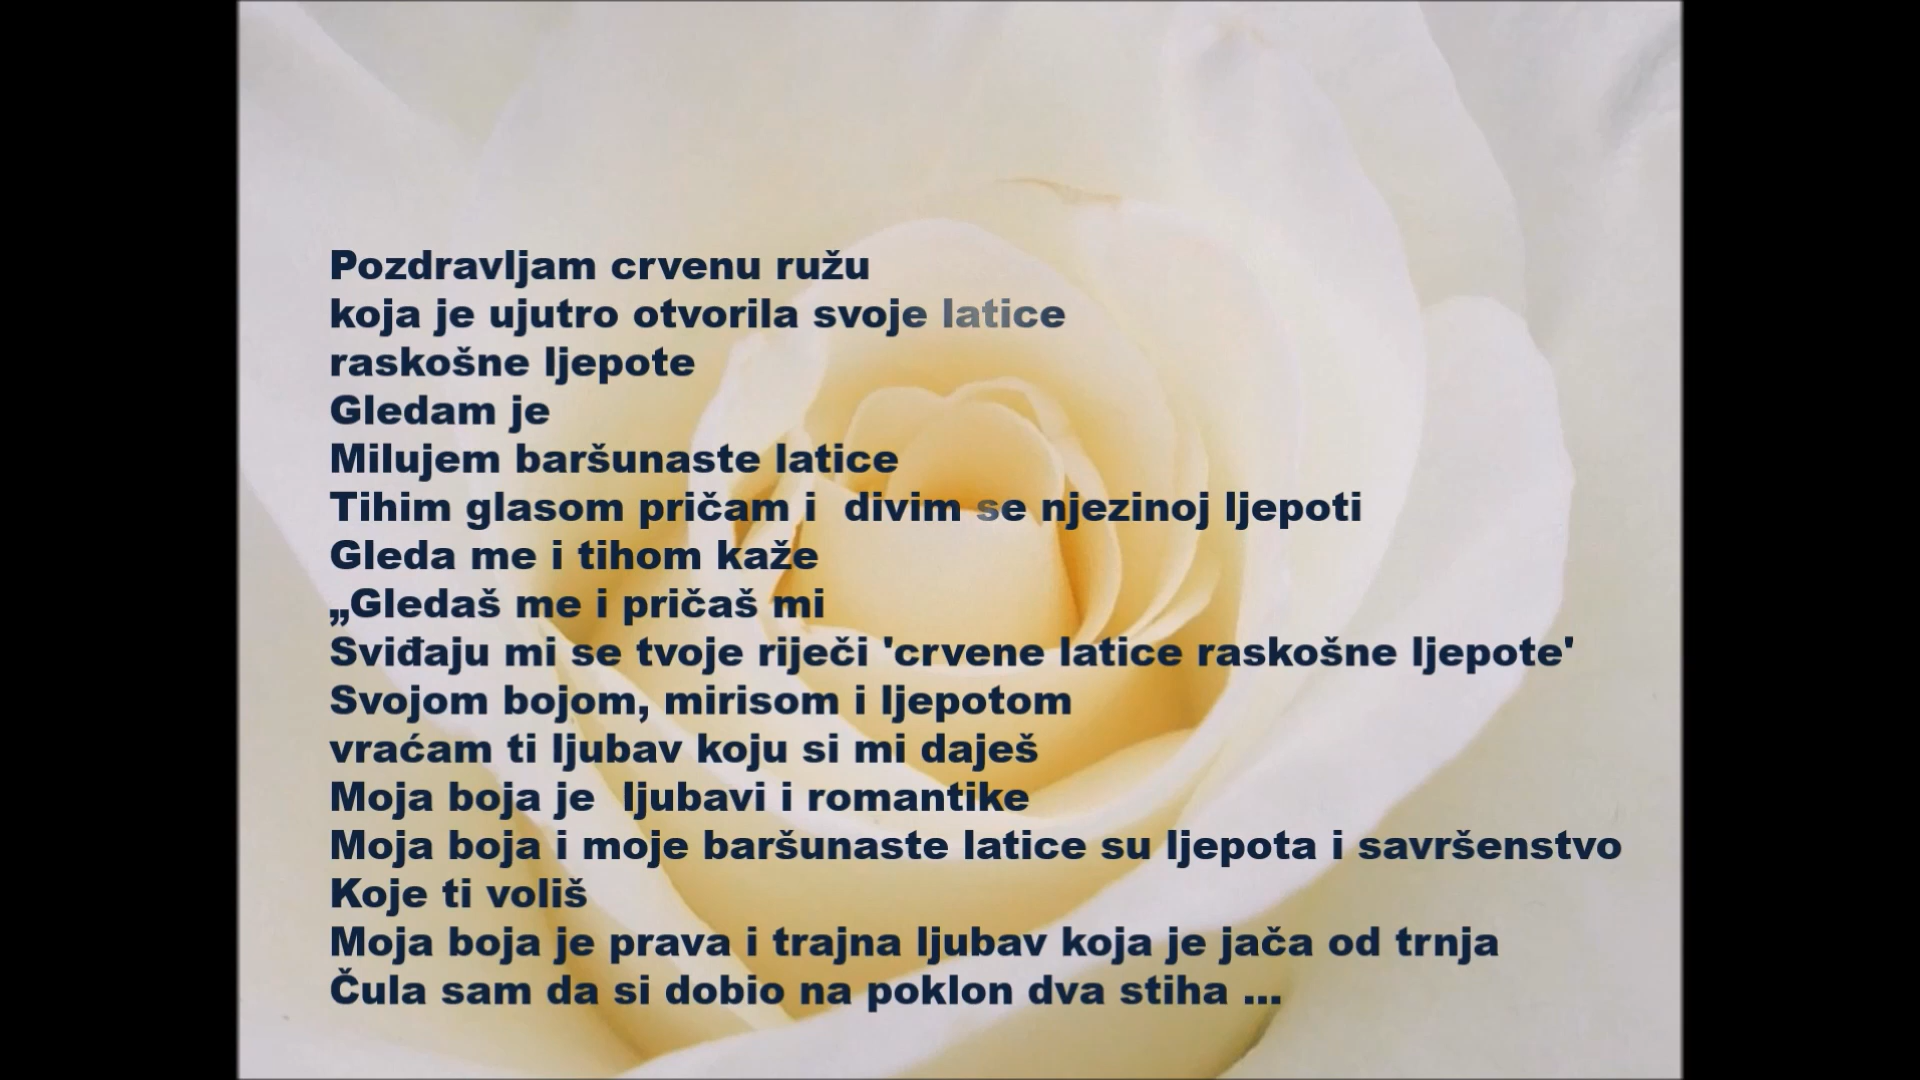 Pozdravljam crvenu ružu
koja je ujutro otvorila svoje latice
raskošne ljepote
Gledam je
Milujem baršunaste latice
Tihim glasom pričam i  divim se njezinoj ljepoti
Gleda me i tihom kaže
„Gledaš me i pričaš mi
Sviđaju mi se tvoje riječi 'crvene latice raskošne ljepote'
Svojom bojom, mirisom i ljepotom
vraćam ti ljubav koju si mi daješ
Moja boja je  ljubavi i romantike
Moja boja i moje baršunaste latice su ljepota i savršenstvo
Koje ti voliš
Moja boja je prava i trajna ljubav koja je jača od trnja
Čula sam da si dobio na poklon dva stiha ...